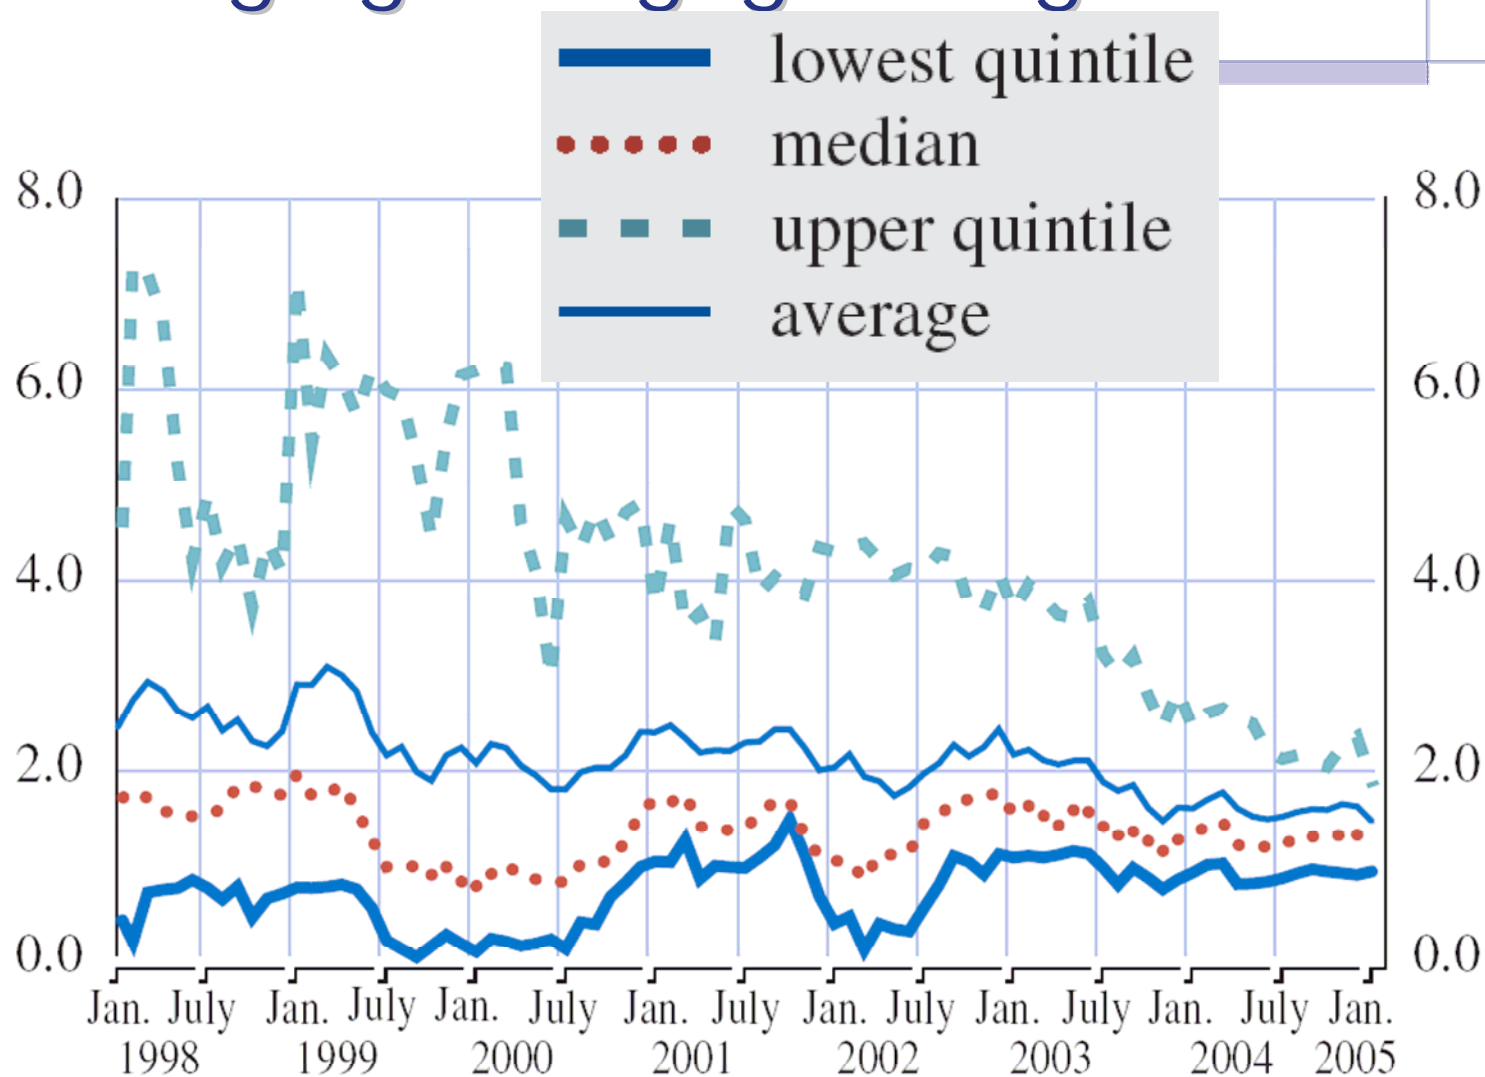 lowest quintile
median
upper quintile
average
8.0 8.0
6.0 6.0
4.0 4.0
2.0 2.0
0.0 0.0
Jan. July Jan. July Jan. July Jan. July Jan. July Jan. July Jan. July Jan.
1998 1999 2000 2001 2002 2003 2004 2005